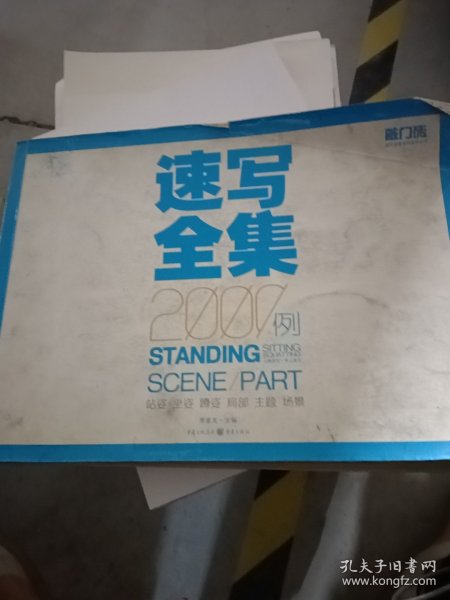 敲门砖
速写
全集
2000例
STANDING SITTING
SQUATTING
SCENE/PART
站姿 坐姿 蹲姿 局部 主题 场景
孔夫子旧书网
www.kongfz.com